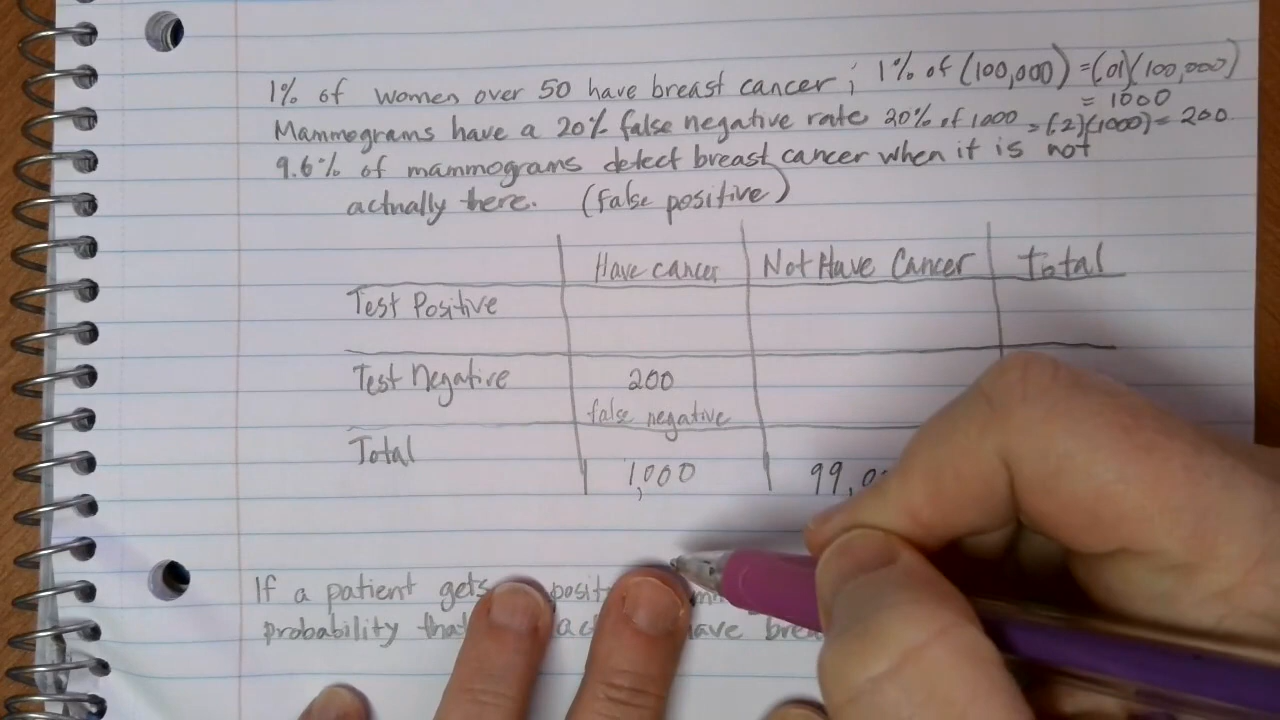 1% of women over 50 have breast cancer; 1% of (100,000) = (.01)(100,000)
= 1000
Mammograms have a 20% false negative rate 20% of 1000 = (.2)(1000) = 200
9.6% of mammograms detect breast cancer when it is not
actually there. (false positive)
Have cancer Not Have Cancer Total
Test Positive
Test Negative 200
false negative
Total
1,000 99,0
If a patient gets
probability have